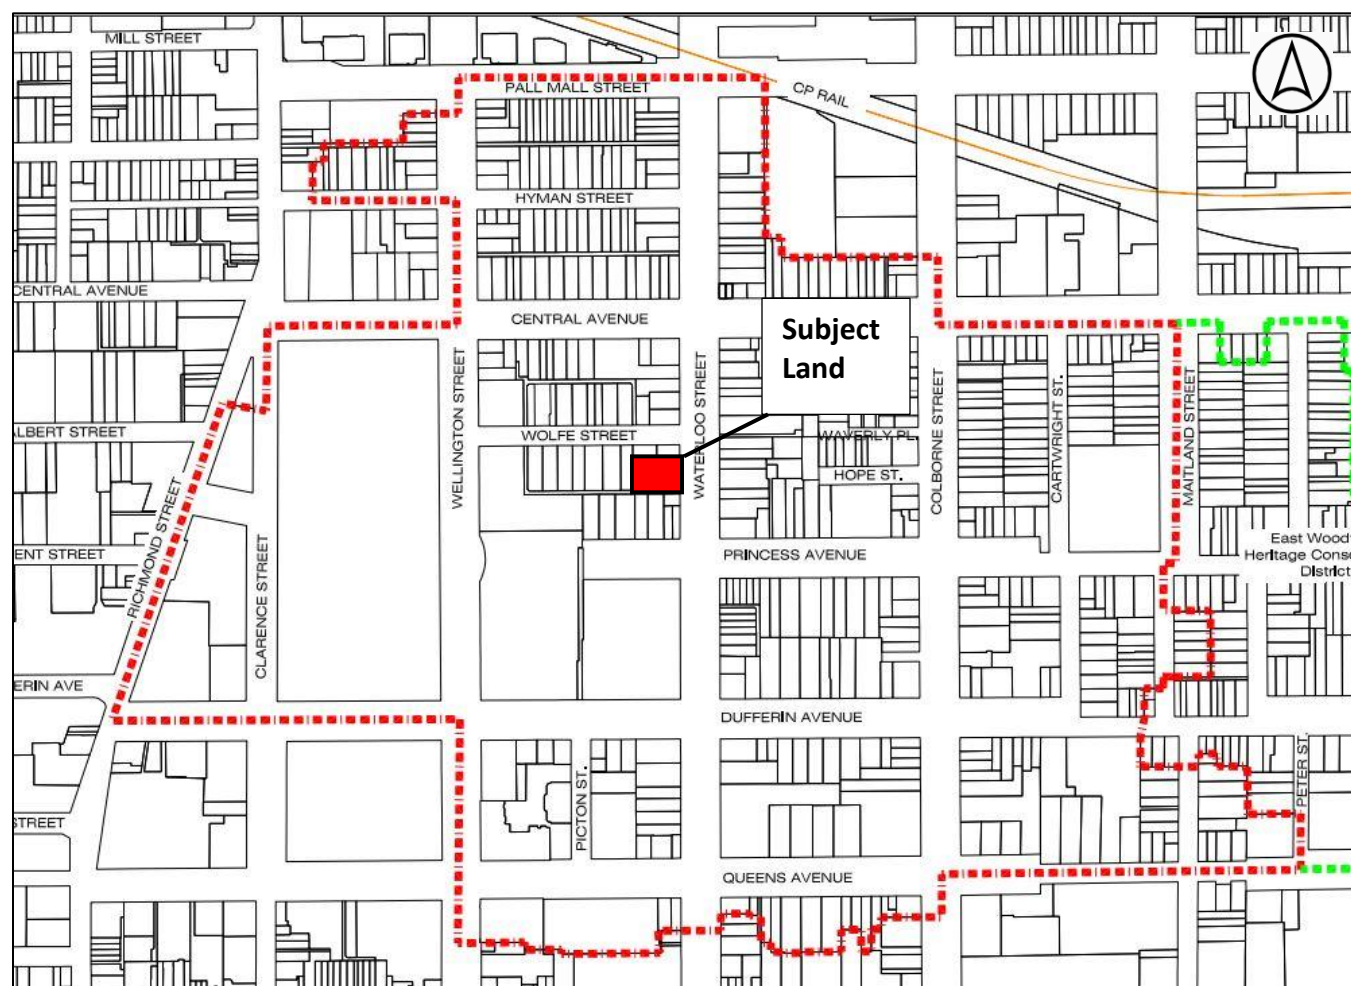 MILL STREET
PALL MALL STREET
CP RAIL
HYMAN STREET
CENTRAL AVENUE
CENTRAL AVENUE
Subject
Land
WELLINGTON STREET
WATERLOO STREET
COLBORNE STREET
CARTWRIGHT ST.
MAITLAND STREET
ALBERT STREET
WOLFE STREET
WAVERLY PL.
HOPE ST.
RICHMOND STREET
CLARENCE STREET
ENT STREET
PRINCESS AVENUE
East Wood
Heritage Conse
District
ERIN AVE
DUFFERIN AVENUE
PICTON ST.
PETER ST.
STREET
QUEENS AVENUE